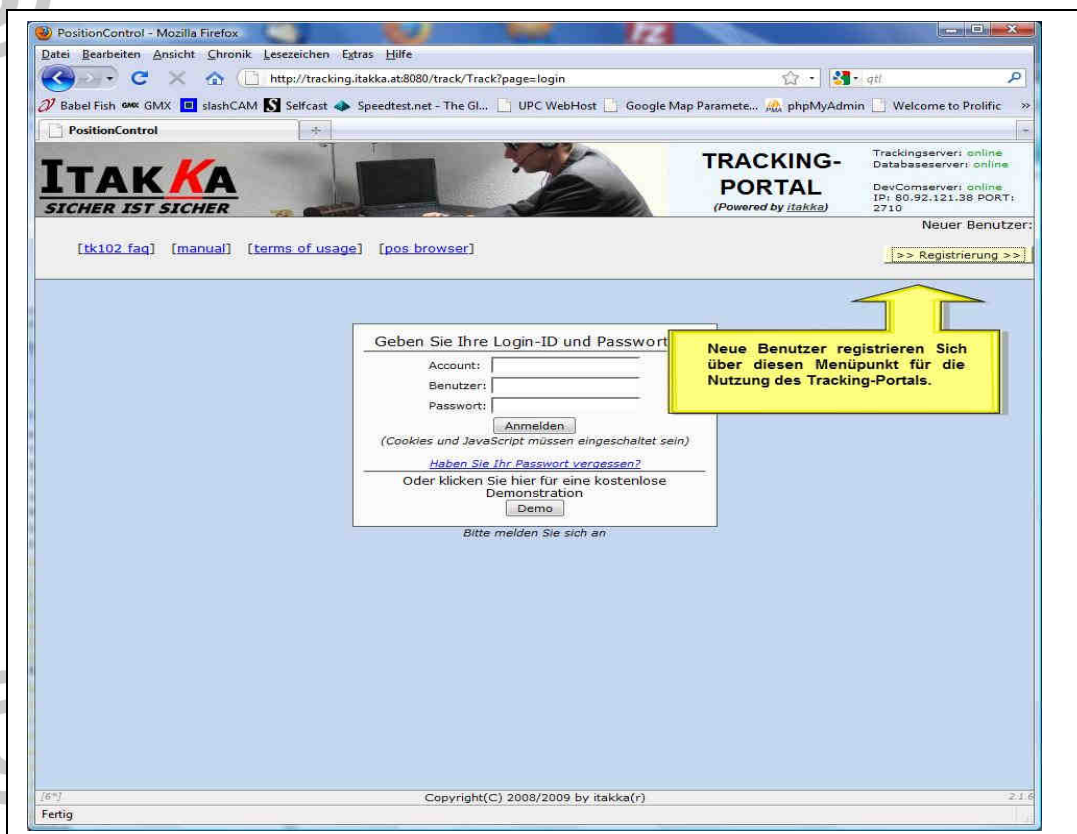 PositionControl - Mozilla Firefox
Datei Bearbeiten Ansicht Chronik Lesezeichen Extras Hilfe
http://tracking.itakka.at:8080/track/Track?page=login
qtl
Babel Fish GMX GMX slashCAM Selfcast Speedtest.net - The Gl... UPC WebHost Google Map Paramete... phpMyAdmin Welcome to Prolific »
PositionControl
ITAKKA
SICHER IST SICHER
TRACKING-
PORTAL
(Powered by itakka)
Trackingserver: online
Databaseserver: online
DevComserver: online
IP: 80.92.121.38 PORT:
2710
Neuer Benutzer:
[tk102 faq] [manual] [terms of usage] [pos browser]
>> Registrierung >>
Neue Benutzer registrieren Sich
über diesen Menüpunkt für die
Nutzung des Tracking-Portals.
Geben Sie Ihre Login-ID und Passwort
Account:
Benutzer:
Passwort:
Anmelden
(Cookies und JavaScript müssen eingeschaltet sein)
Haben Sie Ihr Passwort vergessen?
Oder klicken Sie hier für eine kostenlose
Demonstration
Demo
Bitte melden Sie sich an
[6*] Copyright(C) 2008/2009 by itakka(r) 2.1.6
Fertig